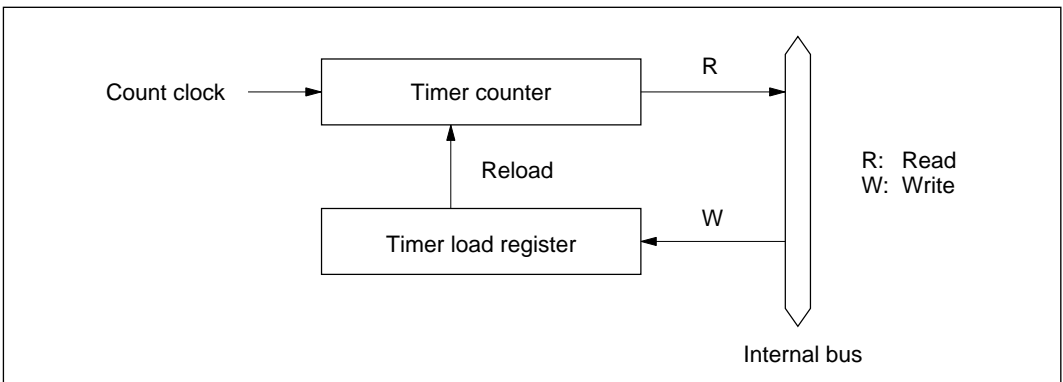 R
Count clock
Timer counter
Reload
R: Read
W: Write
W
Timer load register
Internal bus